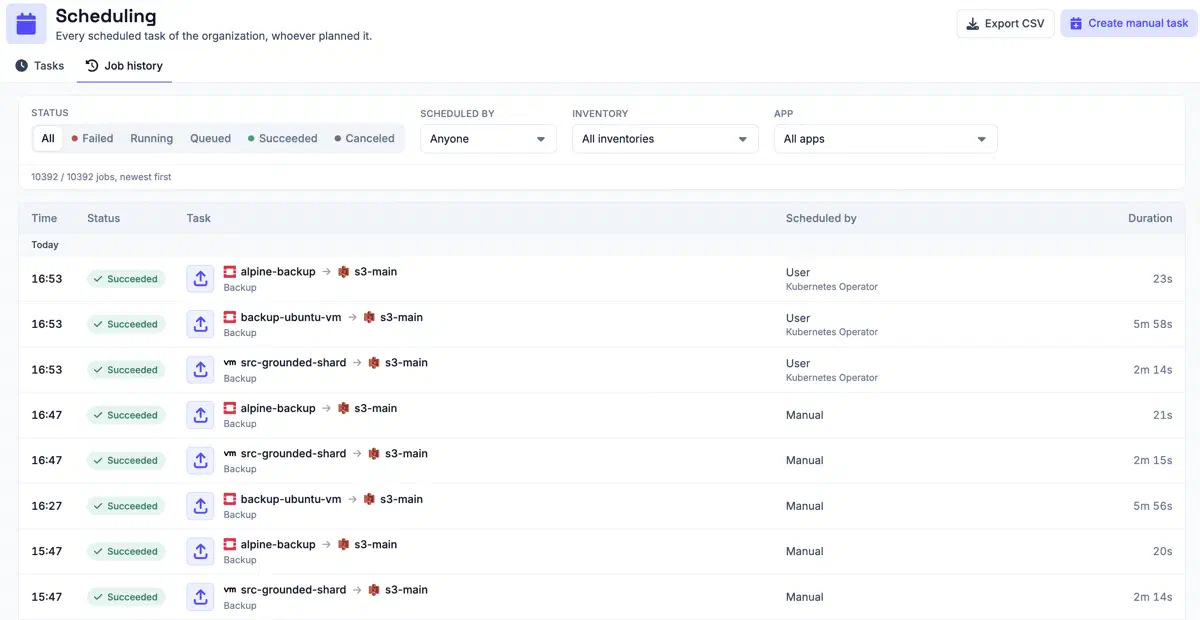 Scheduling
Every scheduled task of the organization, whoever planned it.
Export CSV
Create manual task
Tasks
Job history
STATUS
All
Failed
Running
Queued
Succeeded
Canceled
SCHEDULED BY
Anyone
INVENTORY
All inventories
APP
All apps
10392 / 10392 jobs, newest first
Time Status Task Scheduled by Duration
Today
16:53 Succeeded alpine-backup → s3-main User 23s
Backup Kubernetes Operator
16:53 Succeeded backup-ubuntu-vm → s3-main User 5m 58s
Backup Kubernetes Operator
16:53 Succeeded vm src-grounded-shard → s3-main User 2m 14s
Backup Kubernetes Operator
16:47 Succeeded alpine-backup → s3-main Manual 21s
Backup
16:47 Succeeded vm src-grounded-shard → s3-main Manual 2m 15s
Backup
16:27 Succeeded backup-ubuntu-vm → s3-main Manual 5m 56s
Backup
15:47 Succeeded alpine-backup → s3-main Manual 20s
Backup
15:47 Succeeded vm src-grounded-shard → s3-main Manual 2m 14s
Backup